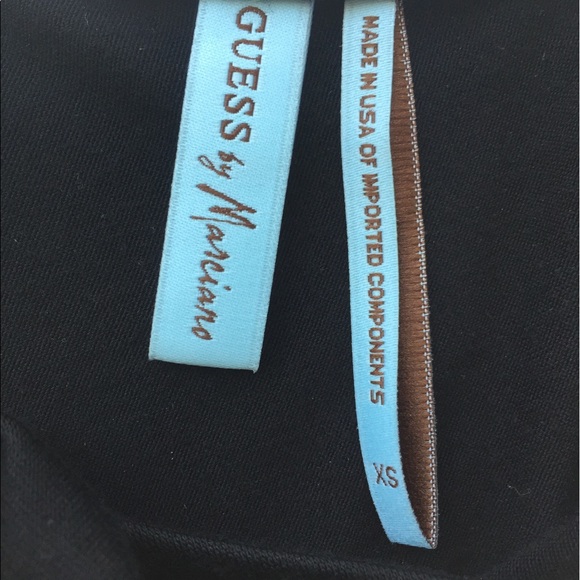 GUESS by Marciano
MADE IN USA OF IMPORTED COMPONENTS
XS